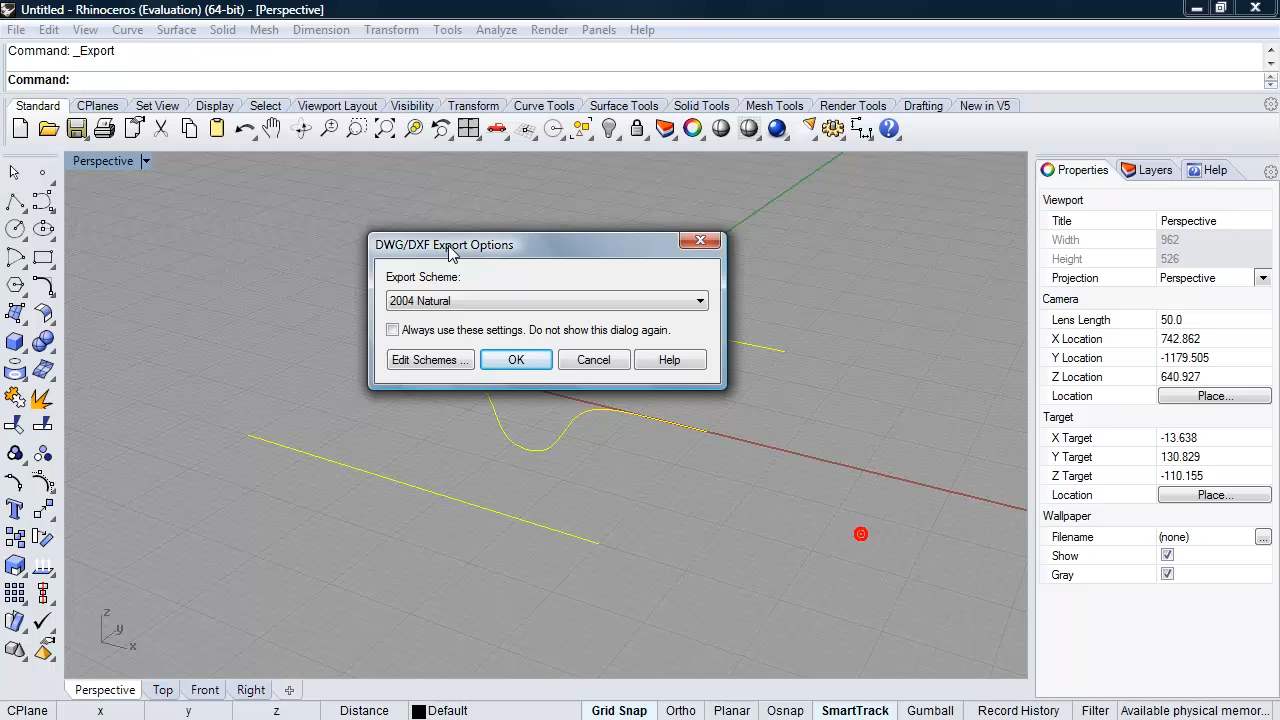 Untitled - Rhinoceros (Evaluation) (64-bit) - [Perspective]
File Edit View Curve Surface Solid Mesh Dimension Transform Tools Analyze Render Panels Help
Command: _Export
Command:
Standard CPlanes Set View Display Select Viewport Layout Visibility Transform Curve Tools Surface Tools Solid Tools Mesh Tools Render Tools Drafting New in V5
Perspective
Properties Layers Help
Viewport
Title Perspective
Width 962
Height 526
Projection Perspective
Camera
Lens Length 50.0
X Location 742.862
Y Location -1179.505
Z Location 640.927
Location Place...
Target
X Target -13.638
Y Target 130.829
Z Target -110.155
Location Place...
Wallpaper
Filename (none) ...
Show
Gray
DWG/DXF Export Options
Export Scheme:
2004 Natural
Always use these settings. Do not show this dialog again.
Edit Schemes ... OK Cancel Help
z
y
x
Perspective Top Front Right
CPlane x y z Distance Default Grid Snap Ortho Planar Osnap SmartTrack Gumball Record History Filter Available physical memor...